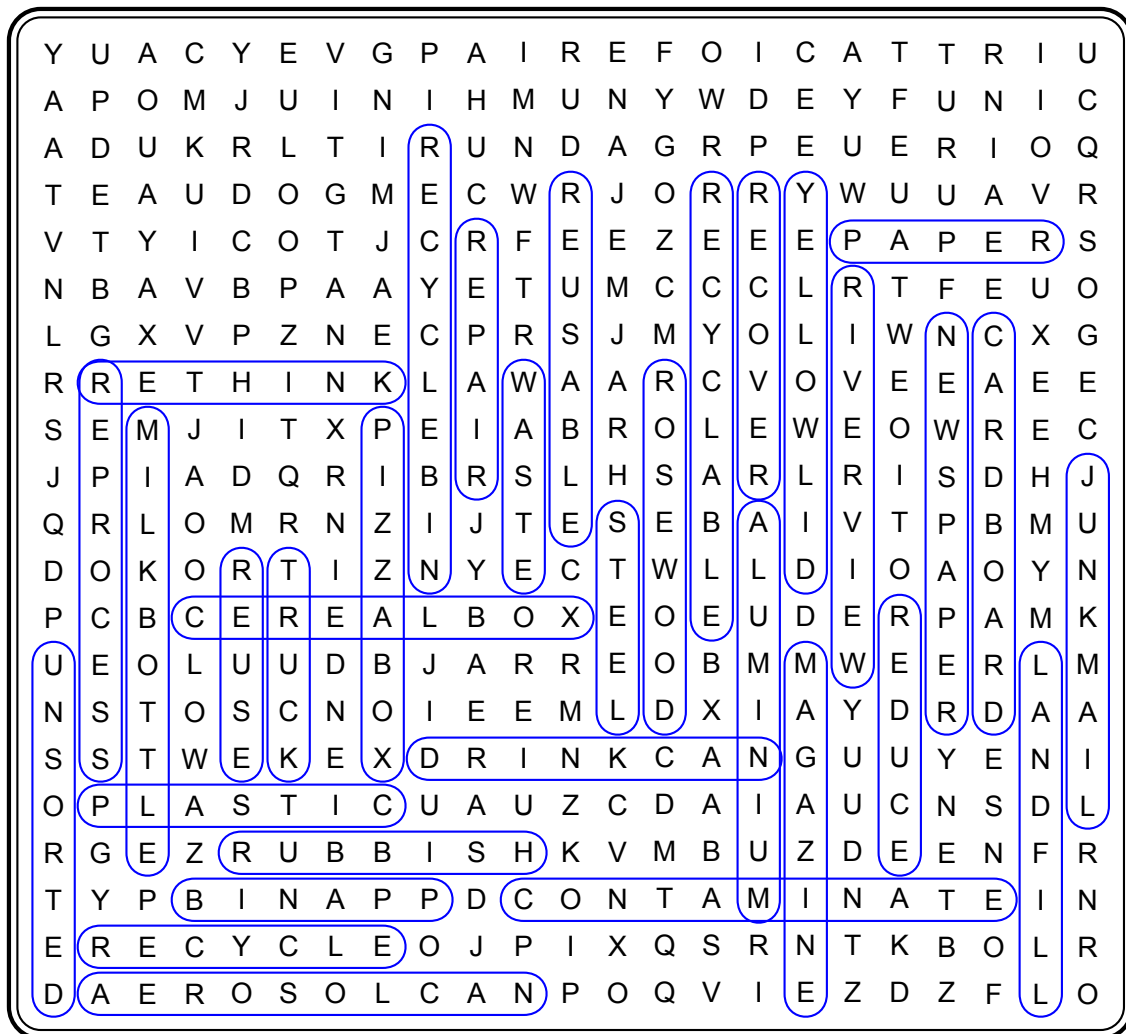 Y U A C Y E V G P A I R E F O I C A T T R I U
A P O M J U I N I H M U N Y W D E Y F U N I C
A D U K R L T I R U N D A G R P E U E R I O Q
T E A U D O G M E C W R J O R R Y W U U A V R
V T Y I C O T J C R F E E Z E E E P A P E R S
N B A V B P A A Y E T U M C C C L R T F E U O
L G X V P Z N E C P R S J M Y O L I W N C X G
R R E T H I N K L A W A A R C V O V E E A E E
S E M J I T X P E I A B R O L E W E O W R E C
J P I A D Q R I B R S L H S A R L R I S D H J
Q R L O M R N Z I J T E S E B A I V T P B M U
D O K O R T I Z N Y E C T W L L D I O A O Y N
P C B C E R E A L B O X E O E U D E R P A M K
U E O L U U D B J A R R E O B M M W E E R L M
N S T O S C N O I E E M L D X I A Y D R D A A
S S T W E K E X D R I N K C A N G U U Y E N I
O P L A S T I C U A U Z C D A I A U C N S D L
R G E Z R U B B I S H K V M B U Z D E E N F R
T Y P B I N A P P D C O N T A M I N A T E I N
E R E C Y C L E O J P I X Q S R N T K B O L R
D A E R O S O L C A N P O Q V I E Z D Z F L O